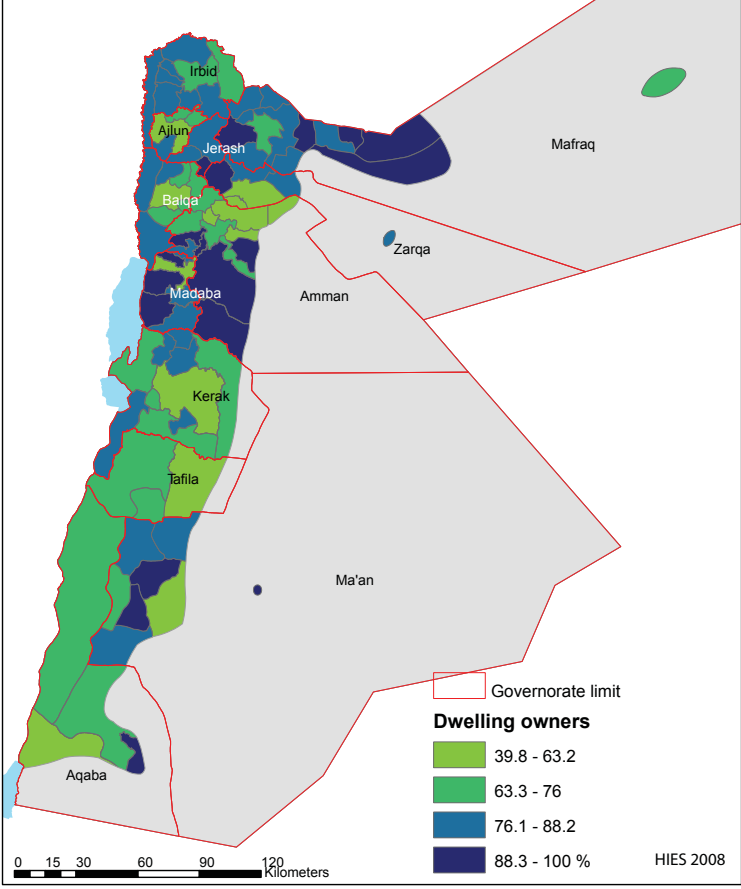 Irbid
Ajlun
Jerash
Mafraq
Balqa'
Zarqa
Madaba
Amman
Kerak
Tafila
Ma'an
Aqaba
Governorate limit
Dwelling owners
39.8 - 63.2
63.3 - 76
76.1 - 88.2
88.3 - 100 %
HIES 2008
0 15 30 60 90 120
Kilometers